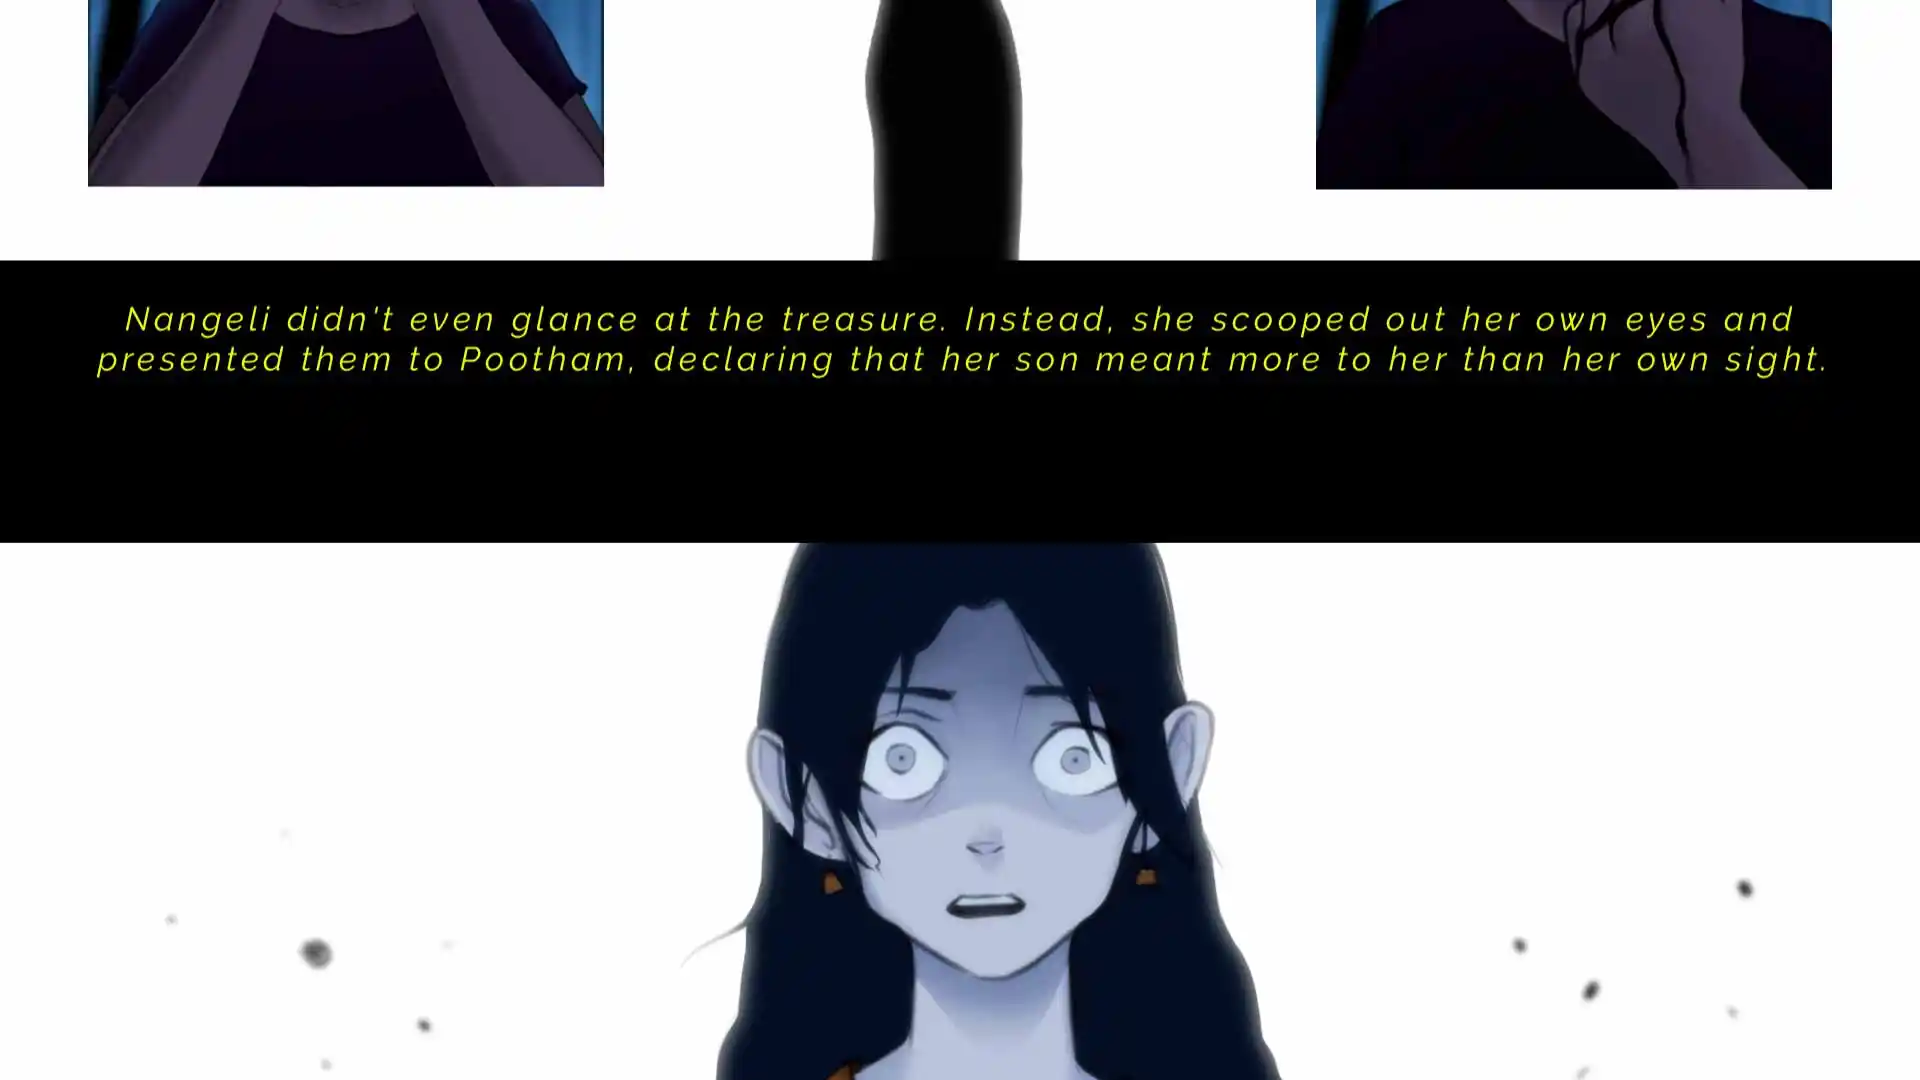 Nangeli didn't even glance at the treasure. Instead, she scooped out her own eyes and
presented them to Pootham, declaring that her son meant more to her than her own sight.